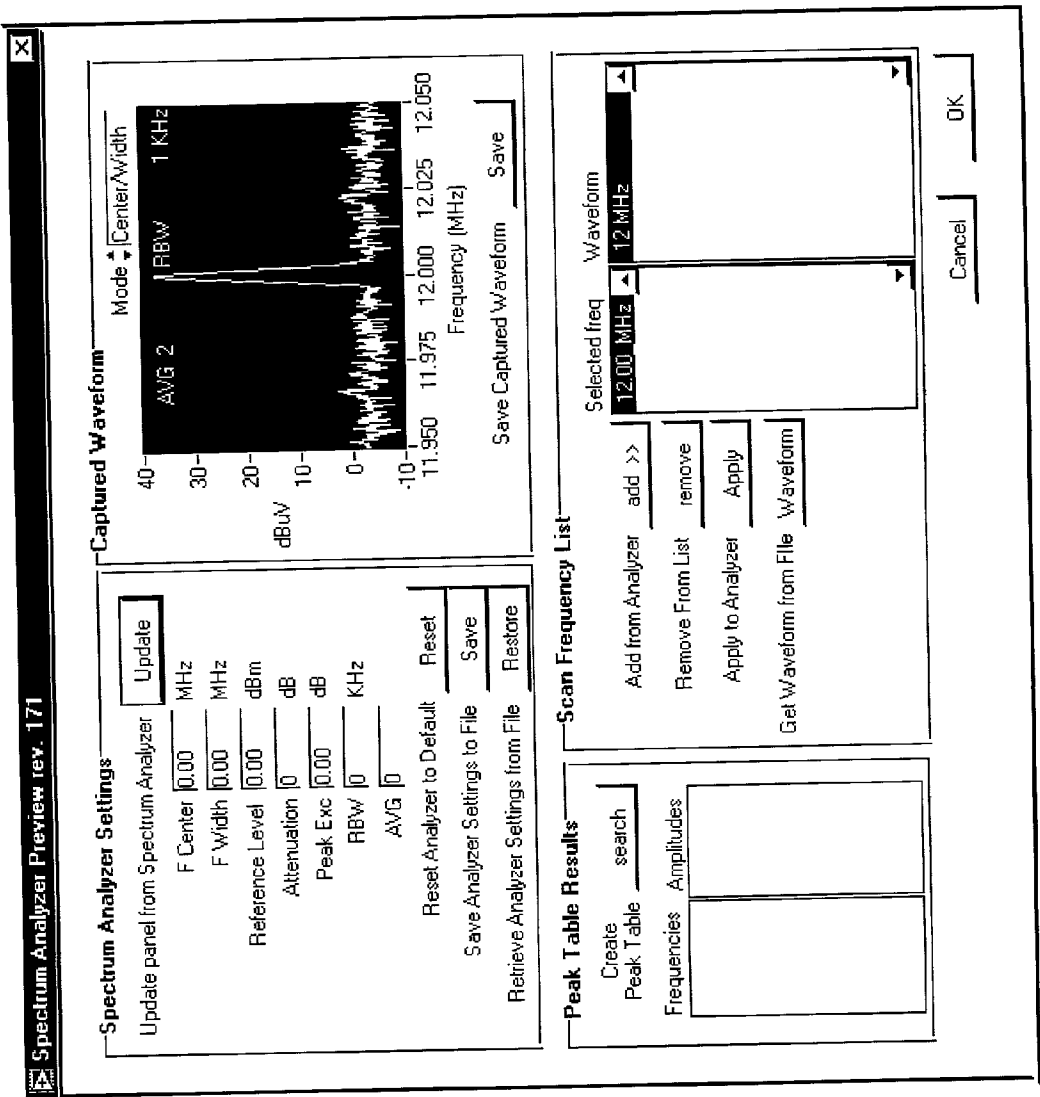 Spectrum Analyzer Preview rev. 171
X
Spectrum Analyzer Settings
Update panel from Spectrum Analyzer Update
F Center 0.00 MHz
F Width 0.00 MHz
Reference Level 0.00 dBm
Attenuation 0 dB
Peak Exc 0.00 dB
RBW 0 KHz
AVG 0
Reset Analyzer to Default Reset
Save Analyzer Settings to File Save
Retrieve Analyzer Settings from File Restore
Captured Waveform
Mode Center/Width
AVG 2 RBW 1 KHz
dBuV
40
30
20
10
0
-10
11.950 11.975 12.000 12.025 12.050
Frequency (MHz)
Save Captured Waveform Save
Peak Table Results
Create
Peak Table search
Frequencies Amplitudes
Scan Frequency List
Selected freq Waveform
12.00 MHz 12 MHz
Add from Analyzer add >>
Remove From List remove
Apply to Analyzer Apply
Get Waveform from FIle Waveform
Cancel OK